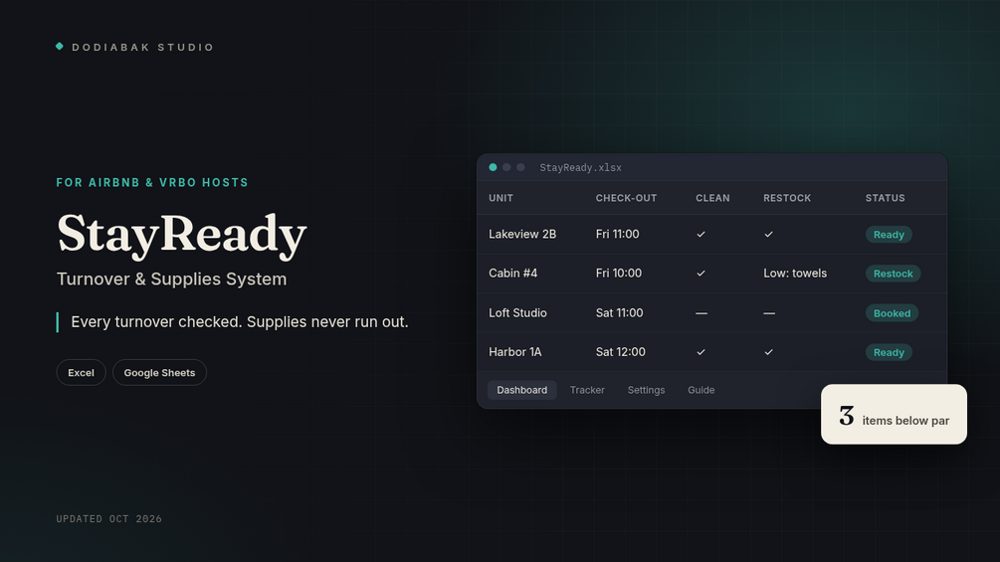 DODIABAK STUDIO
FOR AIRBNB & VRBO HOSTS
StayReady
Turnover & Supplies System
Every turnover checked. Supplies never run out.
Excel Google Sheets
UPDATED OCT 2026
StayReady.xlsx
UNIT CHECK-OUT CLEAN RESTOCK STATUS
Lakeview 2B Fri 11:00 ✓ ✓ Ready
Cabin #4 Fri 10:00 ✓ Low: towels Restock
Loft Studio Sat 11:00 — — Booked
Harbor 1A Sat 12:00 ✓ ✓ Ready
Dashboard Tracker Settings Guide
3 items below par